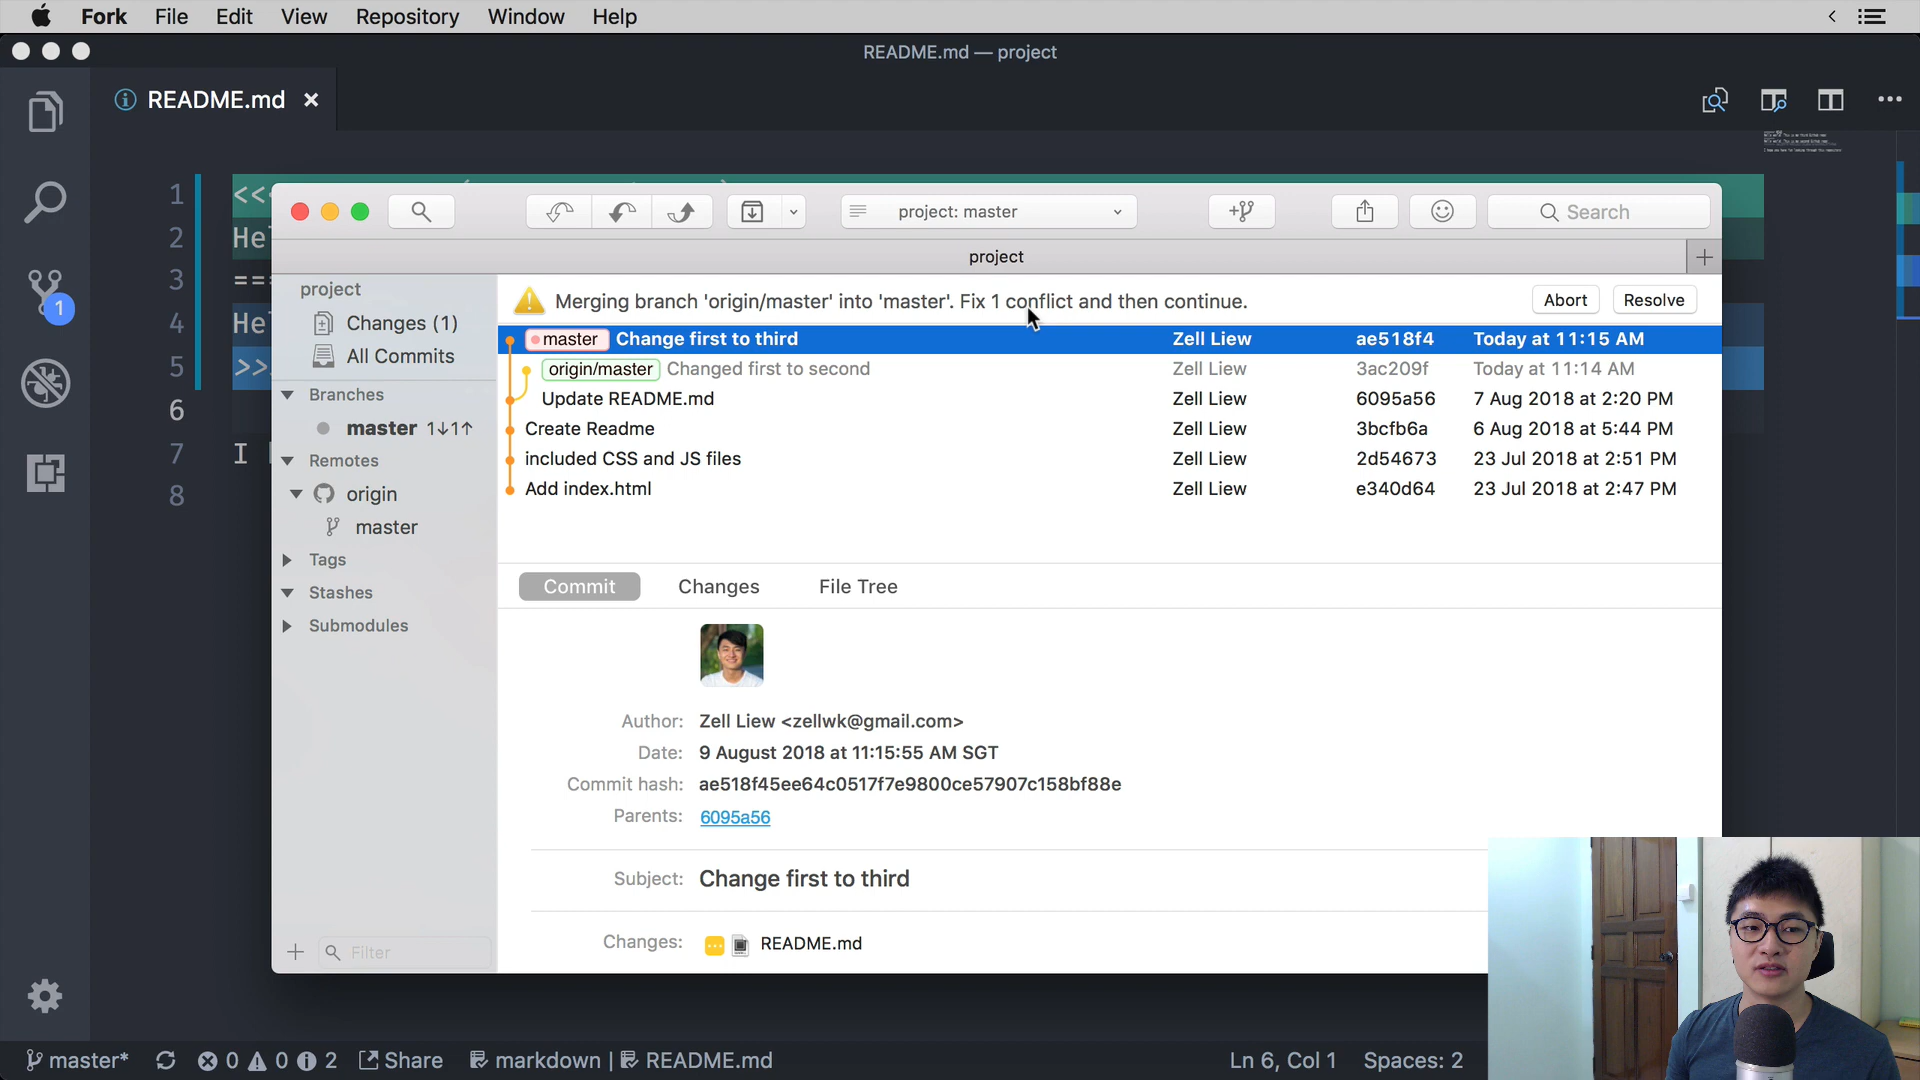 Fork File Edit View Repository Window Help
README.md — project
README.md
1 <<
2 He
3 ==
4 He
5 >>
6
7 I
8
1
project: master
Search
project
project
Changes (1)
All Commits
Branches
master 1↓1↑
Remotes
origin
master
Tags
Stashes
Submodules
Filter
Merging branch 'origin/master' into 'master'. Fix 1 conflict and then continue.
Abort Resolve
master Change first to third Zell Liew ae518f4 Today at 11:15 AM
origin/master Changed first to second Zell Liew 3ac209f Today at 11:14 AM
Update README.md Zell Liew 6095a56 7 Aug 2018 at 2:20 PM
Create Readme Zell Liew 3bcfb6a 6 Aug 2018 at 5:44 PM
included CSS and JS files Zell Liew 2d54673 23 Jul 2018 at 2:51 PM
Add index.html Zell Liew e340d64 23 Jul 2018 at 2:47 PM
Commit Changes File Tree
Author: Zell Liew <zellwk@gmail.com>
Date: 9 August 2018 at 11:15:55 AM SGT
Commit hash: ae518f45ee64c0517f7e9800ce57907c158bf88e
Parents: 6095a56
Subject: Change first to third
Changes: README.md
master* 0 0 2 Share markdown | README.md Ln 6, Col 1 Spaces: 2